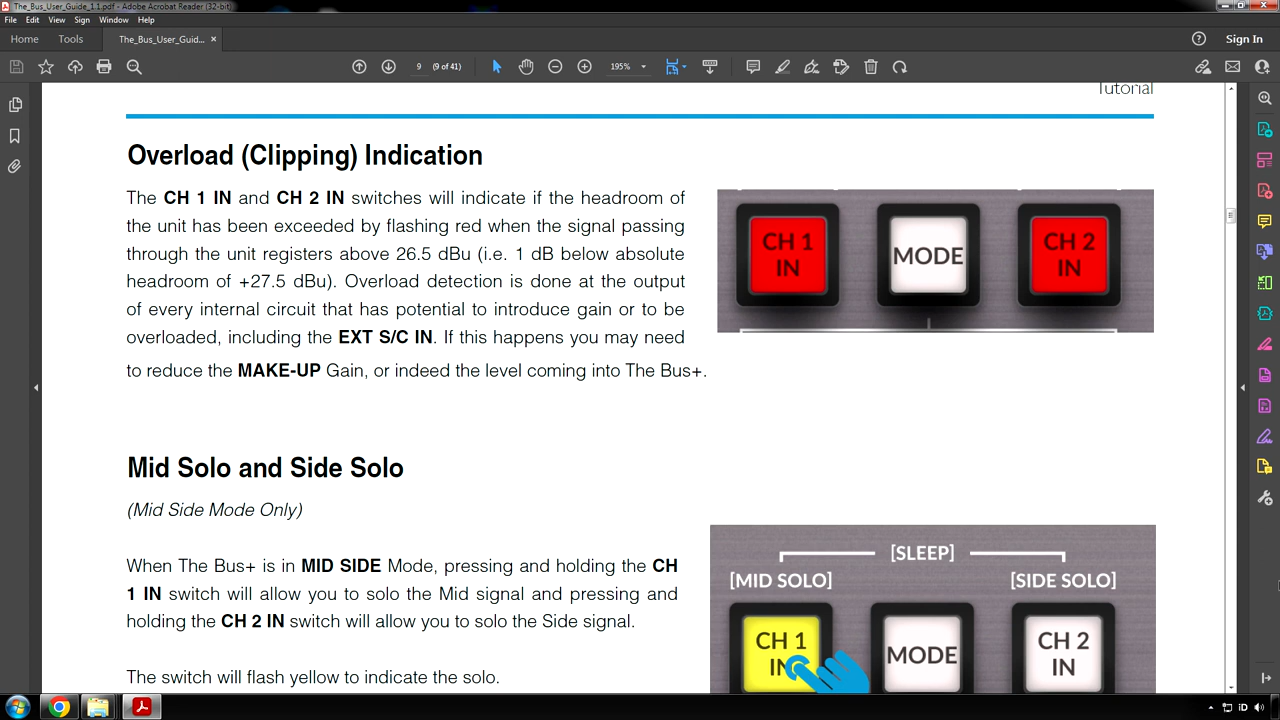 The_Bus_User_Guide_1.1.pdf - Adobe Acrobat Reader (32-bit)
File Edit View Sign Window Help
Home Tools The_Bus_User_Guid... Sign In
9 (9 of 41) 195%
Tutorial
Overload (Clipping) Indication
The CH 1 IN and CH 2 IN switches will indicate if the headroom of
the unit has been exceeded by flashing red when the signal passing
through the unit registers above 26.5 dBu (i.e. 1 dB below absolute
headroom of +27.5 dBu). Overload detection is done at the output
of every internal circuit that has potential to introduce gain or to be
overloaded, including the EXT S/C IN. If this happens you may need
to reduce the MAKE-UP Gain, or indeed the level coming into The Bus+.
CH 1
IN
MODE
CH 2
IN
Mid Solo and Side Solo
(Mid Side Mode Only)
When The Bus+ is in MID SIDE Mode, pressing and holding the CH
1 IN switch will allow you to solo the Mid signal and pressing and
holding the CH 2 IN switch will allow you to solo the Side signal.
The switch will flash yellow to indicate the solo.
[SLEEP]
[MID SOLO] [SIDE SOLO]
CH 1
IN
MODE
CH 2
IN
iD